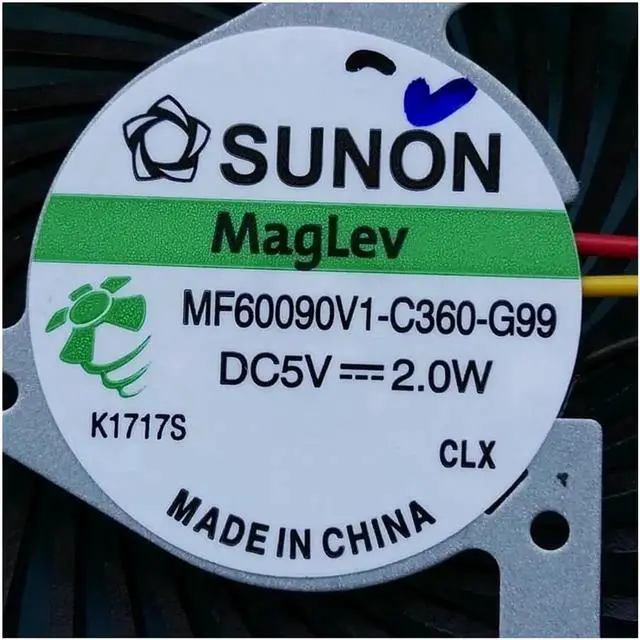 SUNON
MagLev
MF60090V1-C360-G99
DC5V ⎓ 2.0W
K1717S
CLX
MADE IN CHINA